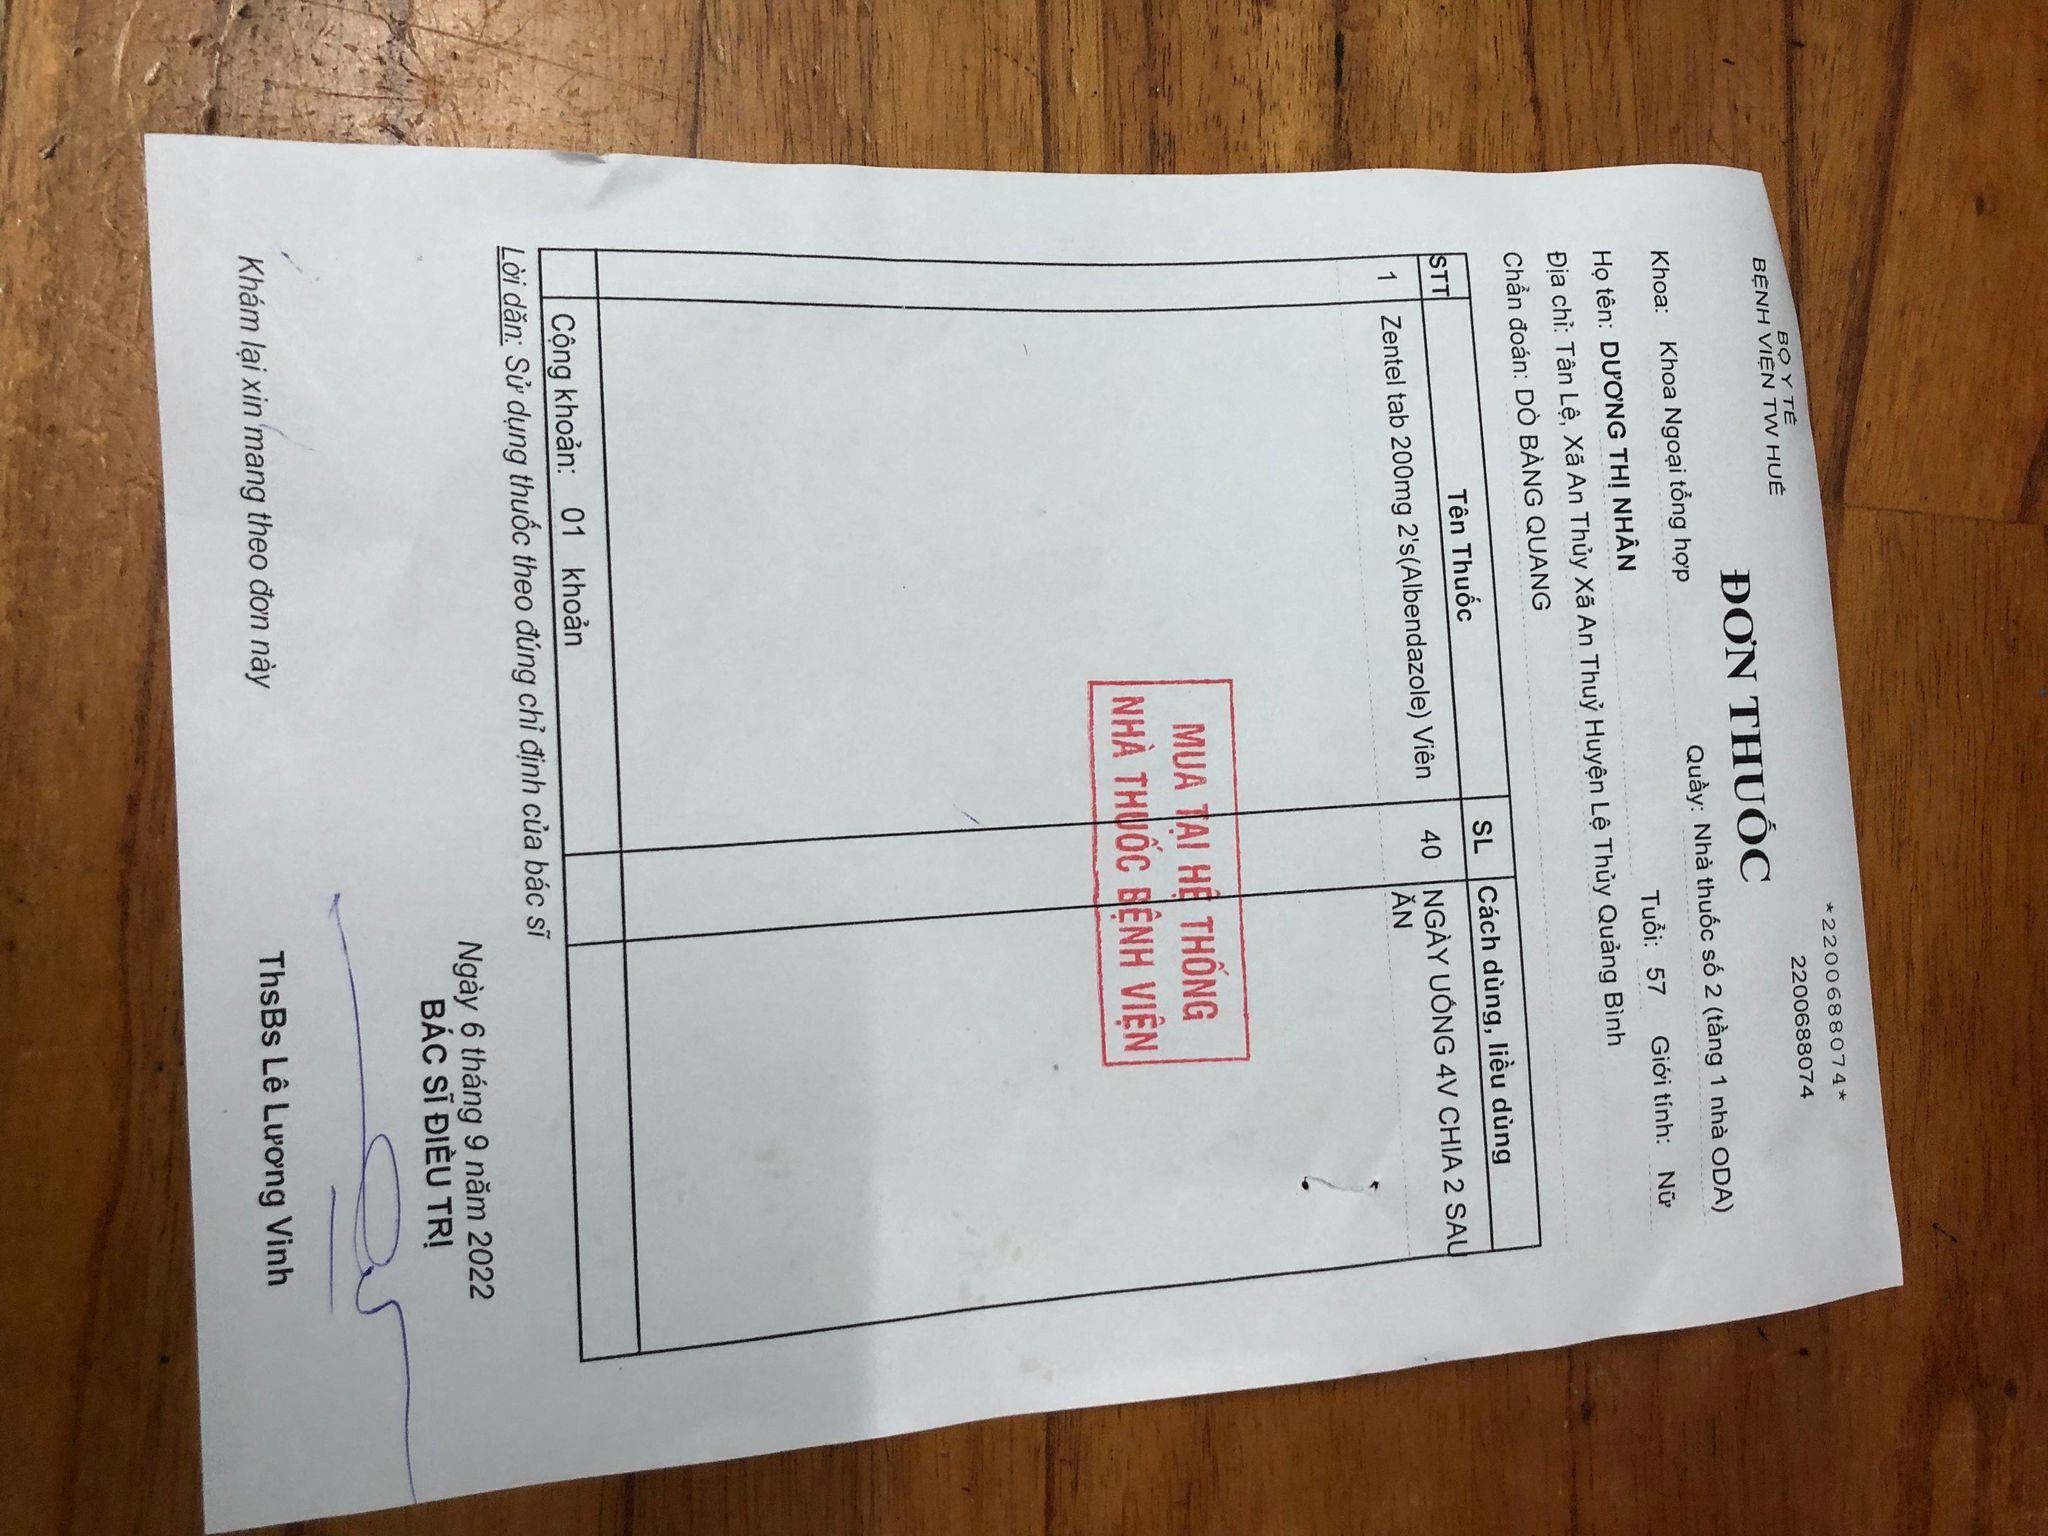 BỘ Y TẾ
BỆNH VIỆN TW HUẾ
*2200688074*
2200688074
ĐƠN THUỐC
Quầy: Nhà thuốc số 2 (tầng 1 nhà ODA)
Khoa: Khoa Ngoại tổng hợp
Họ tên: DƯƠNG THỊ NHÂN Tuổi: 57 Giới tính: Nữ
Địa chỉ: Tân Lệ, Xã An Thủy Xã An Thuỷ Huyện Lệ Thủy Quảng Bình
Chẩn đoán: DÒ BÀNG QUANG
STT Tên Thuốc SL Cách dùng, liều dùng
1 Zentel tab 200mg 2's(Albendazole) Viên 40 NGÀY UỐNG 4V CHIA 2 SAU
ĂN
MUA TẠI HỆ THỐNG
NHÀ THUỐC BỆNH VIỆN
Cộng khoản: 01 khoản
Lời dặn: Sử dụng thuốc theo đúng chỉ định của bác sĩ
Ngày 6 tháng 9 năm 2022
BÁC SĨ ĐIỀU TRỊ
Khám lại xin mang theo đơn này
ThsBs Lê Lương Vinh